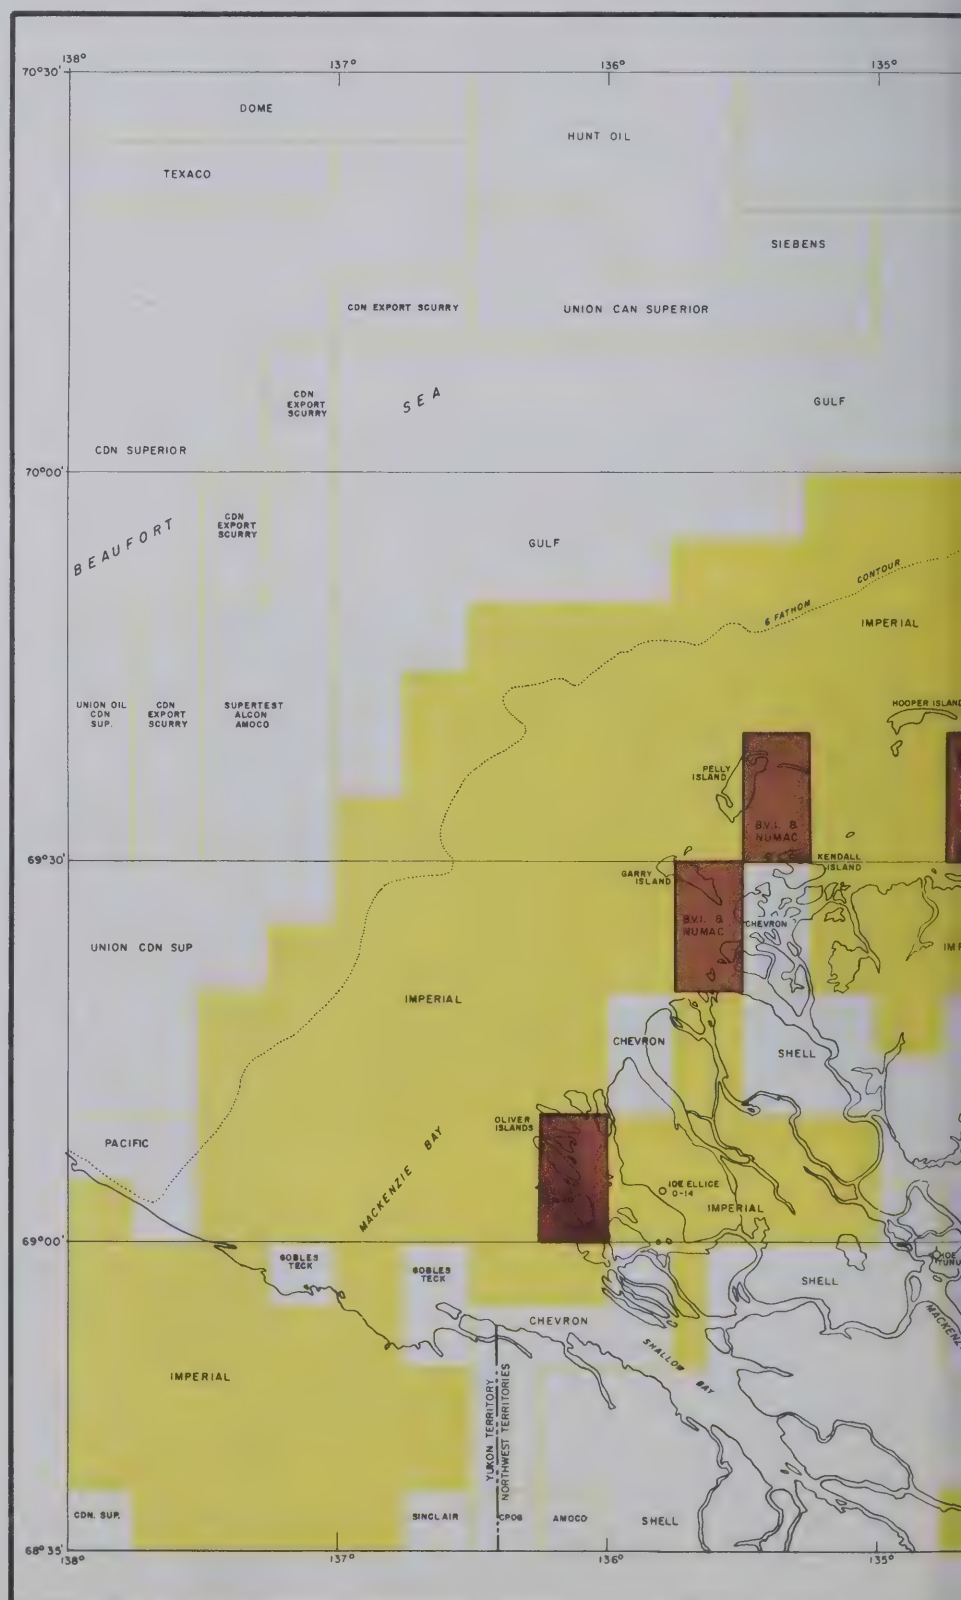 138°
137°
136°
135°
70°30'
DOME
HUNT OIL
TEXACO
SIEBENS
CDN EXPORT SCURRY
UNION CAN SUPERIOR
CDN
EXPORT
SCURRY
SEA
GULF
CDN SUPERIOR
70°00'
BEAUFORT
CDN
EXPORT
SCURRY
GULF
6 FATHOM CONTOUR
IMPERIAL
UNION OIL
CDN
SUP.
CDN
EXPORT
SCURRY
SUPERTEST
ALCON
AMOCO
HOOPER ISLAND
PELLY
ISLAND
B.V.I. &
NUMAC
69°30'
KENDALL
ISLAND
GARRY
ISLAND
B.V.I. &
NUMAC
CHEVRON
UNION CDN SUP
IMPERIAL
CHEVRON
SHELL
OLIVER
ISLANDS
PACIFIC
MACKENZIE BAY
IOE ELLICE
O-14
IMPERIAL
69°00'
GOBLES
TECK
GOBLES
TECK
IOE
SHELL
CHEVRON
SHALLOW BAY
IMPERIAL
YUKON TERRITORY
NORTHWEST TERRITORIES
CDN. SUP.
SINCLAIR
CPOG
AMOCO
SHELL
68°35'
138°
137°
136°
135°